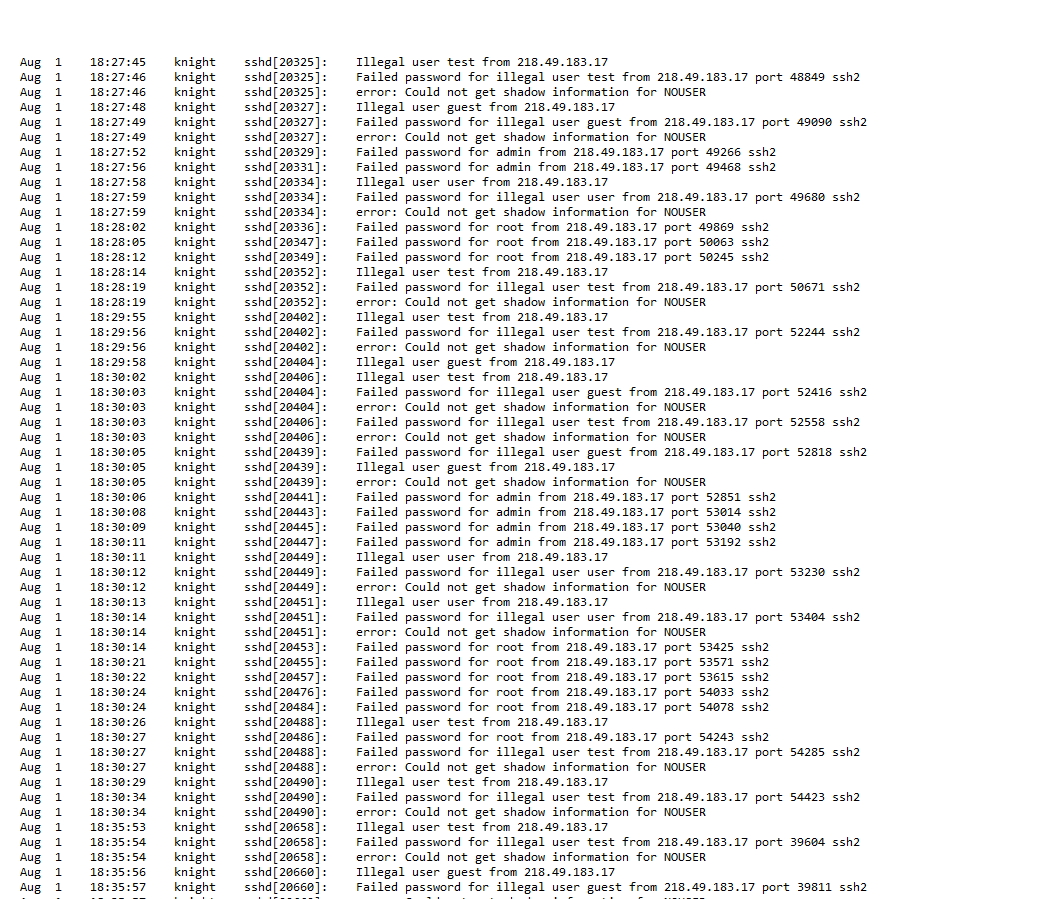 Aug 1 18:27:45 knight sshd[20325]: Illegal user test from 218.49.183.17
Aug 1 18:27:46 knight sshd[20325]: Failed password for illegal user test from 218.49.183.17 port 48849 ssh2
Aug 1 18:27:46 knight sshd[20325]: error: Could not get shadow information for NOUSER
Aug 1 18:27:48 knight sshd[20327]: Illegal user guest from 218.49.183.17
Aug 1 18:27:49 knight sshd[20327]: Failed password for illegal user guest from 218.49.183.17 port 49090 ssh2
Aug 1 18:27:49 knight sshd[20327]: error: Could not get shadow information for NOUSER
Aug 1 18:27:52 knight sshd[20329]: Failed password for admin from 218.49.183.17 port 49266 ssh2
Aug 1 18:27:56 knight sshd[20331]: Failed password for admin from 218.49.183.17 port 49468 ssh2
Aug 1 18:27:58 knight sshd[20334]: Illegal user user from 218.49.183.17
Aug 1 18:27:59 knight sshd[20334]: Failed password for illegal user user from 218.49.183.17 port 49680 ssh2
Aug 1 18:27:59 knight sshd[20334]: error: Could not get shadow information for NOUSER
Aug 1 18:28:02 knight sshd[20336]: Failed password for root from 218.49.183.17 port 49869 ssh2
Aug 1 18:28:05 knight sshd[20347]: Failed password for root from 218.49.183.17 port 50063 ssh2
Aug 1 18:28:12 knight sshd[20349]: Failed password for root from 218.49.183.17 port 50245 ssh2
Aug 1 18:28:14 knight sshd[20352]: Illegal user test from 218.49.183.17
Aug 1 18:28:19 knight sshd[20352]: Failed password for illegal user test from 218.49.183.17 port 50671 ssh2
Aug 1 18:28:19 knight sshd[20352]: error: Could not get shadow information for NOUSER
Aug 1 18:29:55 knight sshd[20402]: Illegal user test from 218.49.183.17
Aug 1 18:29:56 knight sshd[20402]: Failed password for illegal user test from 218.49.183.17 port 52244 ssh2
Aug 1 18:29:56 knight sshd[20402]: error: Could not get shadow information for NOUSER
Aug 1 18:29:58 knight sshd[20404]: Illegal user guest from 218.49.183.17
Aug 1 18:30:02 knight sshd[20406]: Illegal user test from 218.49.183.17
Aug 1 18:30:03 knight sshd[20404]: Failed password for illegal user guest from 218.49.183.17 port 52416 ssh2
Aug 1 18:30:03 knight sshd[20404]: error: Could not get shadow information for NOUSER
Aug 1 18:30:03 knight sshd[20406]: Failed password for illegal user test from 218.49.183.17 port 52558 ssh2
Aug 1 18:30:03 knight sshd[20406]: error: Could not get shadow information for NOUSER
Aug 1 18:30:05 knight sshd[20439]: Failed password for illegal user guest from 218.49.183.17 port 52818 ssh2
Aug 1 18:30:05 knight sshd[20439]: Illegal user guest from 218.49.183.17
Aug 1 18:30:05 knight sshd[20439]: error: Could not get shadow information for NOUSER
Aug 1 18:30:06 knight sshd[20441]: Failed password for admin from 218.49.183.17 port 52851 ssh2
Aug 1 18:30:08 knight sshd[20443]: Failed password for admin from 218.49.183.17 port 53014 ssh2
Aug 1 18:30:09 knight sshd[20445]: Failed password for admin from 218.49.183.17 port 53040 ssh2
Aug 1 18:30:11 knight sshd[20447]: Failed password for admin from 218.49.183.17 port 53192 ssh2
Aug 1 18:30:11 knight sshd[20449]: Illegal user user from 218.49.183.17
Aug 1 18:30:12 knight sshd[20449]: Failed password for illegal user user from 218.49.183.17 port 53230 ssh2
Aug 1 18:30:12 knight sshd[20449]: error: Could not get shadow information for NOUSER
Aug 1 18:30:13 knight sshd[20451]: Illegal user user from 218.49.183.17
Aug 1 18:30:14 knight sshd[20451]: Failed password for illegal user user from 218.49.183.17 port 53404 ssh2
Aug 1 18:30:14 knight sshd[20451]: error: Could not get shadow information for NOUSER
Aug 1 18:30:14 knight sshd[20453]: Failed password for root from 218.49.183.17 port 53425 ssh2
Aug 1 18:30:21 knight sshd[20455]: Failed password for root from 218.49.183.17 port 53571 ssh2
Aug 1 18:30:22 knight sshd[20457]: Failed password for root from 218.49.183.17 port 53615 ssh2
Aug 1 18:30:24 knight sshd[20476]: Failed password for root from 218.49.183.17 port 54033 ssh2
Aug 1 18:30:24 knight sshd[20484]: Failed password for root from 218.49.183.17 port 54078 ssh2
Aug 1 18:30:26 knight sshd[20488]: Illegal user test from 218.49.183.17
Aug 1 18:30:27 knight sshd[20486]: Failed password for root from 218.49.183.17 port 54243 ssh2
Aug 1 18:30:27 knight sshd[20488]: Failed password for illegal user test from 218.49.183.17 port 54285 ssh2
Aug 1 18:30:27 knight sshd[20488]: error: Could not get shadow information for NOUSER
Aug 1 18:30:29 knight sshd[20490]: Illegal user test from 218.49.183.17
Aug 1 18:30:34 knight sshd[20490]: Failed password for illegal user test from 218.49.183.17 port 54423 ssh2
Aug 1 18:30:34 knight sshd[20490]: error: Could not get shadow information for NOUSER
Aug 1 18:35:53 knight sshd[20658]: Illegal user test from 218.49.183.17
Aug 1 18:35:54 knight sshd[20658]: Failed password for illegal user test from 218.49.183.17 port 39604 ssh2
Aug 1 18:35:54 knight sshd[20658]: error: Could not get shadow information for NOUSER
Aug 1 18:35:56 knight sshd[20660]: Illegal user guest from 218.49.183.17
Aug 1 18:35:57 knight sshd[20660]: Failed password for illegal user guest from 218.49.183.17 port 39811 ssh2